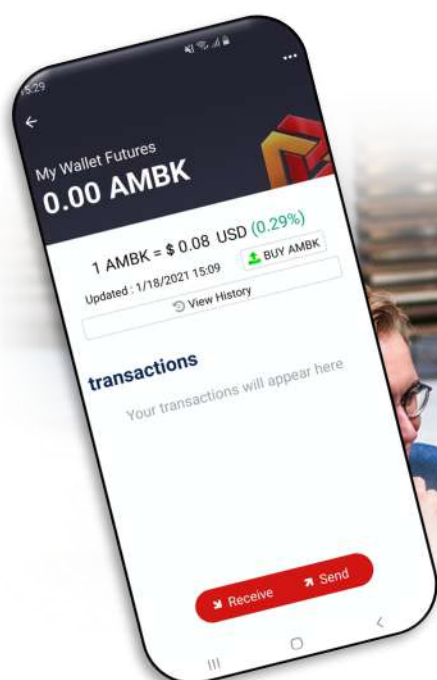 15:29
My Wallet Futures
0.00 AMBK
1 AMBK = $ 0.08 USD (0.29%)
Updated : 1/18/2021 15:09
BUY AMBK
View History
transactions
Your transactions will appear here
Receive
Send